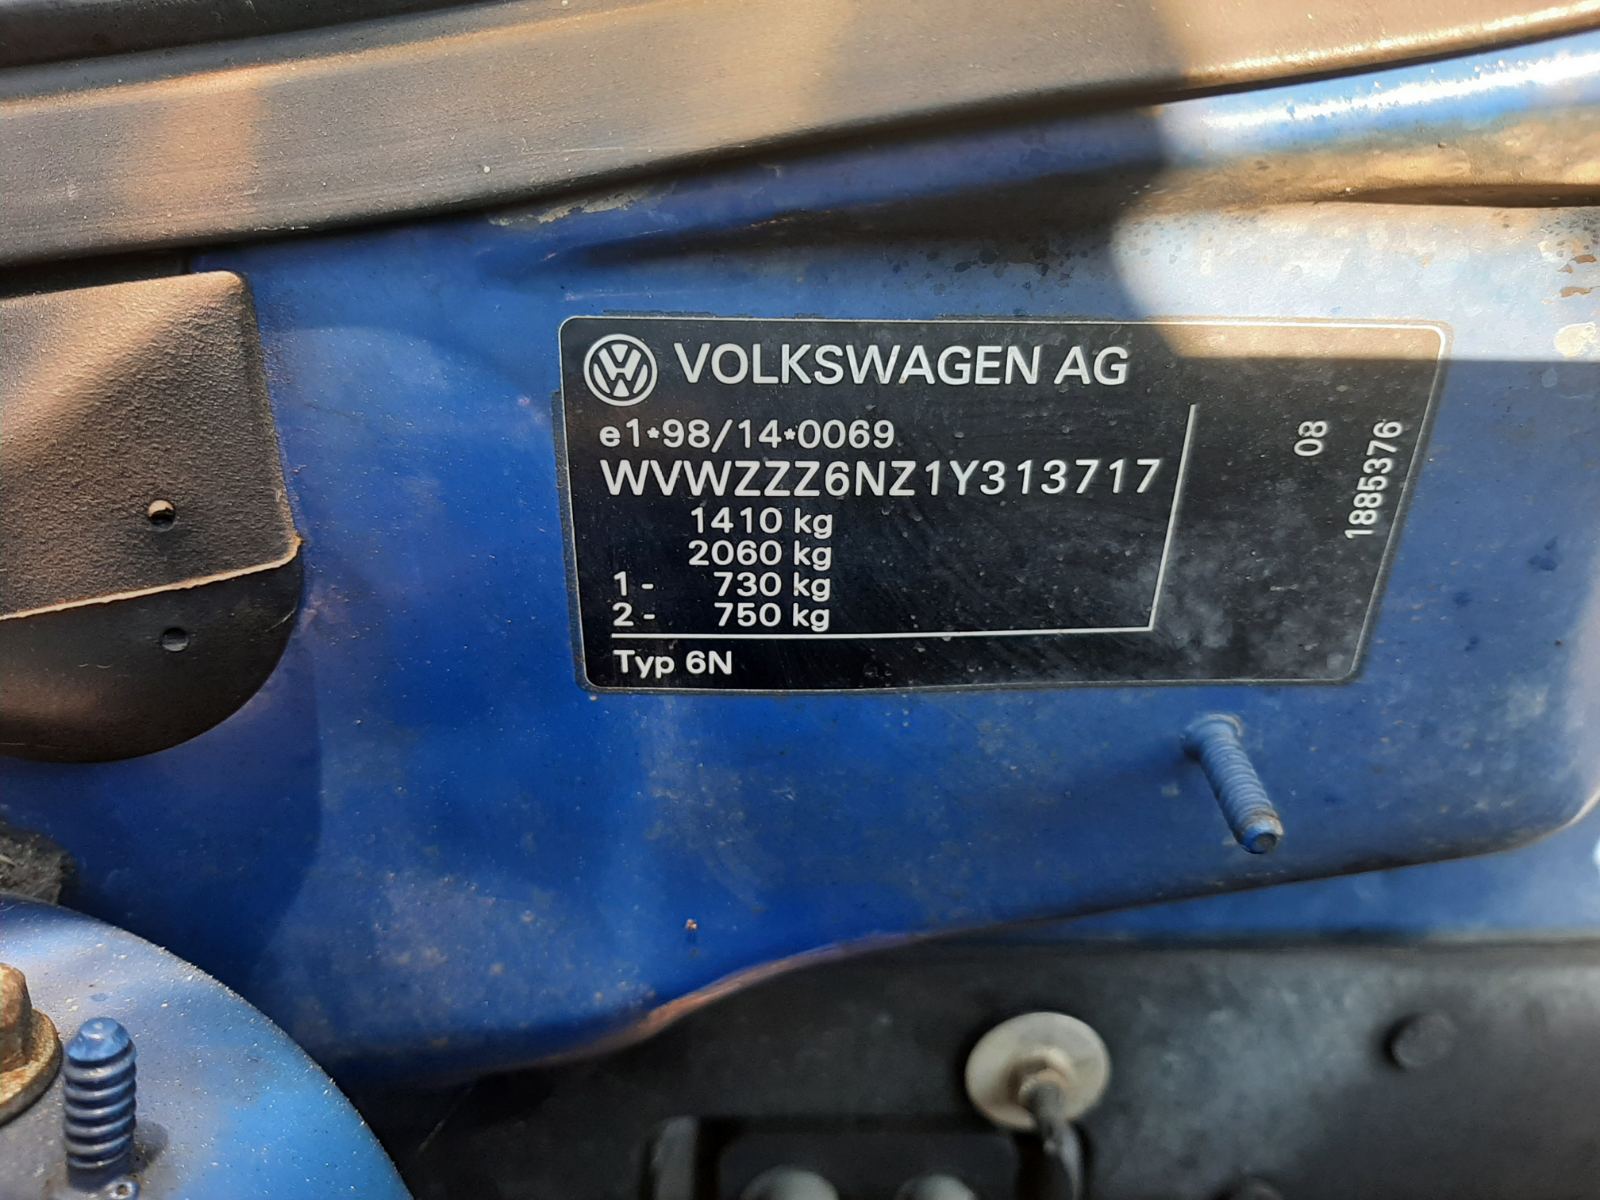 VOLKSWAGEN AG
e1*98/14*0069
WVWZZZ6NZ1Y313717
1410 kg
2060 kg
1 - 730 kg
2 - 750 kg
Typ 6N
08
1885376